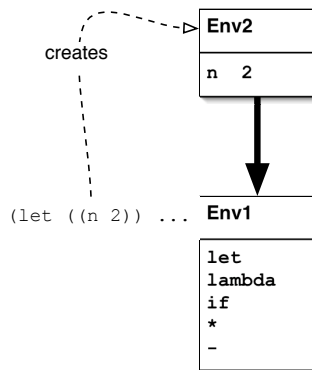 Env2
creates
n 2
(let ((n 2)) ... Env1
let
lambda
if
*
-